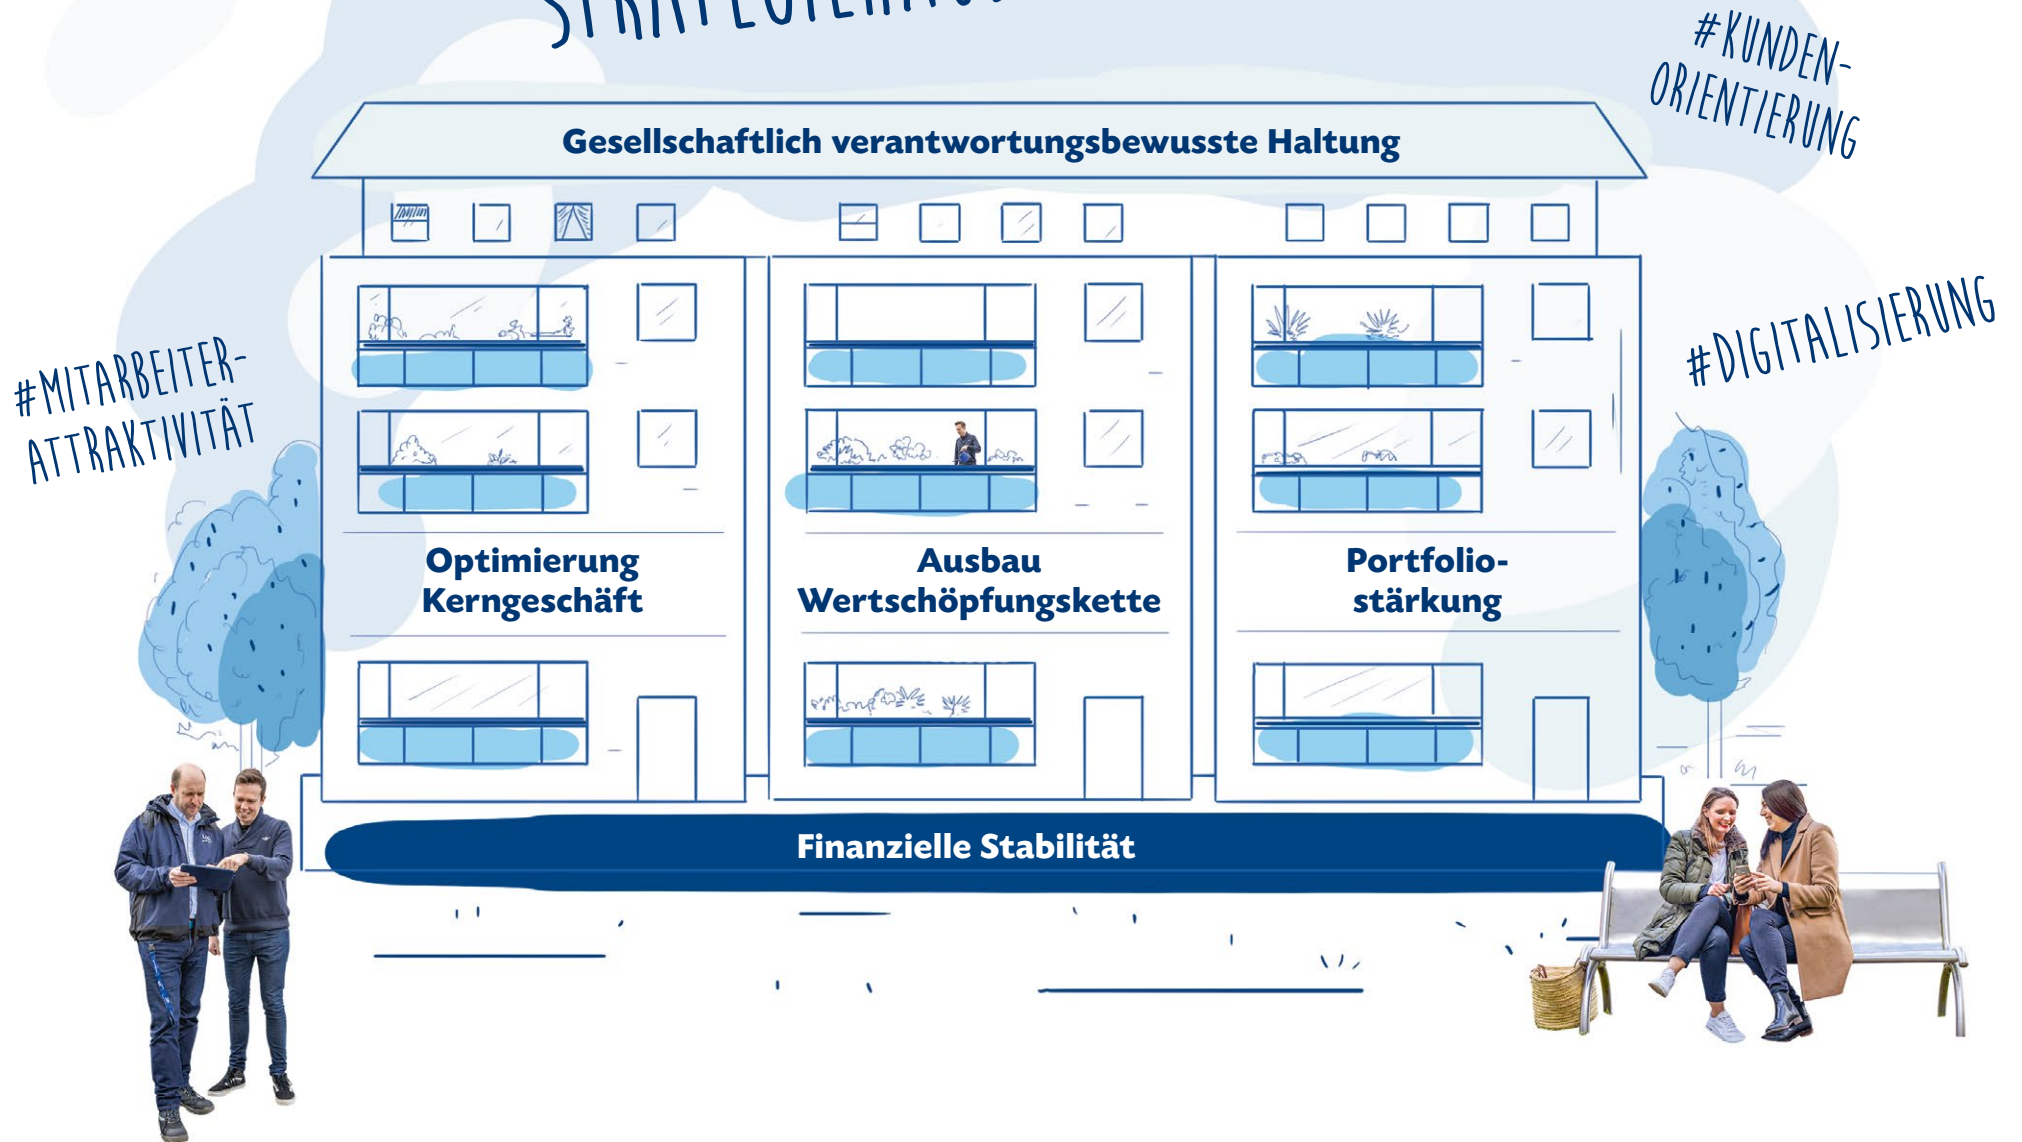 #KUNDEN-
ORIENTIERUNG
Gesellschaftlich verantwortungsbewusste Haltung
#DIGITALISIERUNG
#MITARBEITER-
ATTRAKTIVITÄT
Optimierung
Kerngeschäft
Ausbau
Wertschöpfungskette
Portfolio-
stärkung
Finanzielle Stabilität